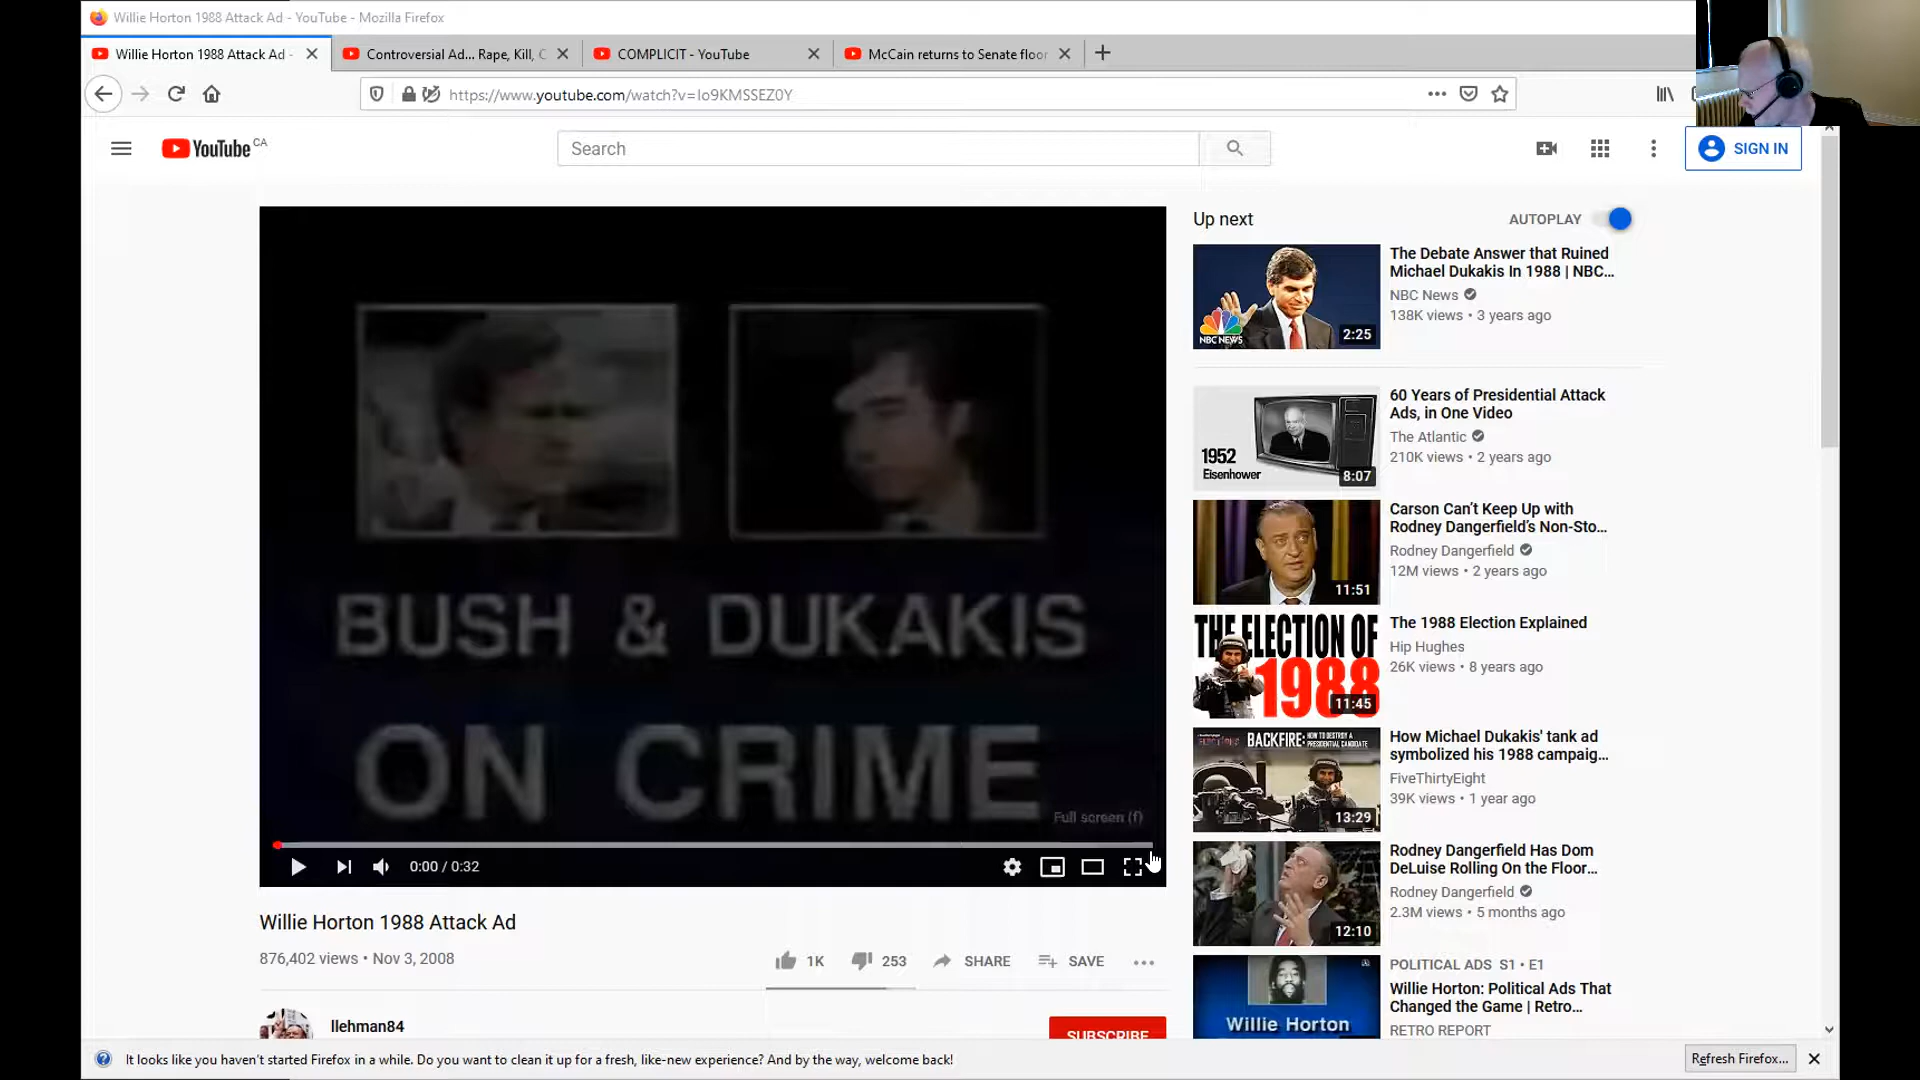 Willie Horton 1988 Attack Ad - YouTube - Mozilla Firefox
Willie Horton 1988 Attack Ad -
Controversial Ad... Rape, Kill, C
COMPLICIT - YouTube
McCain returns to Senate floor
https://www.youtube.com/watch?v=Io9KMSSEZ0Y
YouTube CA
Search
SIGN IN
BUSH & DUKAKIS
ON CRIME
Full screen (f)
0:00 / 0:32
Willie Horton 1988 Attack Ad
876,402 views • Nov 3, 2008
1K
253
SHARE
SAVE
llehman84
SUBSCRIBE
Up next
AUTOPLAY
NBC NEWS
2:25
The Debate Answer that Ruined
Michael Dukakis In 1988 | NBC...
NBC News
138K views • 3 years ago
1952
Eisenhower
8:07
60 Years of Presidential Attack
Ads, in One Video
The Atlantic
210K views • 2 years ago
11:51
Carson Can't Keep Up with
Rodney Dangerfield's Non-Sto...
Rodney Dangerfield
12M views • 2 years ago
THE ELECTION OF
1988
11:45
The 1988 Election Explained
Hip Hughes
26K views • 8 years ago
BACKFIRE: HOW TO DESTROY A
PRESIDENTIAL CANDIDATE
13:29
How Michael Dukakis' tank ad
symbolized his 1988 campaig...
FiveThirtyEight
39K views • 1 year ago
12:10
Rodney Dangerfield Has Dom
DeLuise Rolling On the Floor...
Rodney Dangerfield
2.3M views • 5 months ago
Willie Horton
POLITICAL ADS S1 • E1
Willie Horton: Political Ads That
Changed the Game | Retro...
RETRO REPORT
It looks like you haven't started Firefox in a while. Do you want to clean it up for a fresh, like-new experience? And by the way, welcome back!
Refresh Firefox...